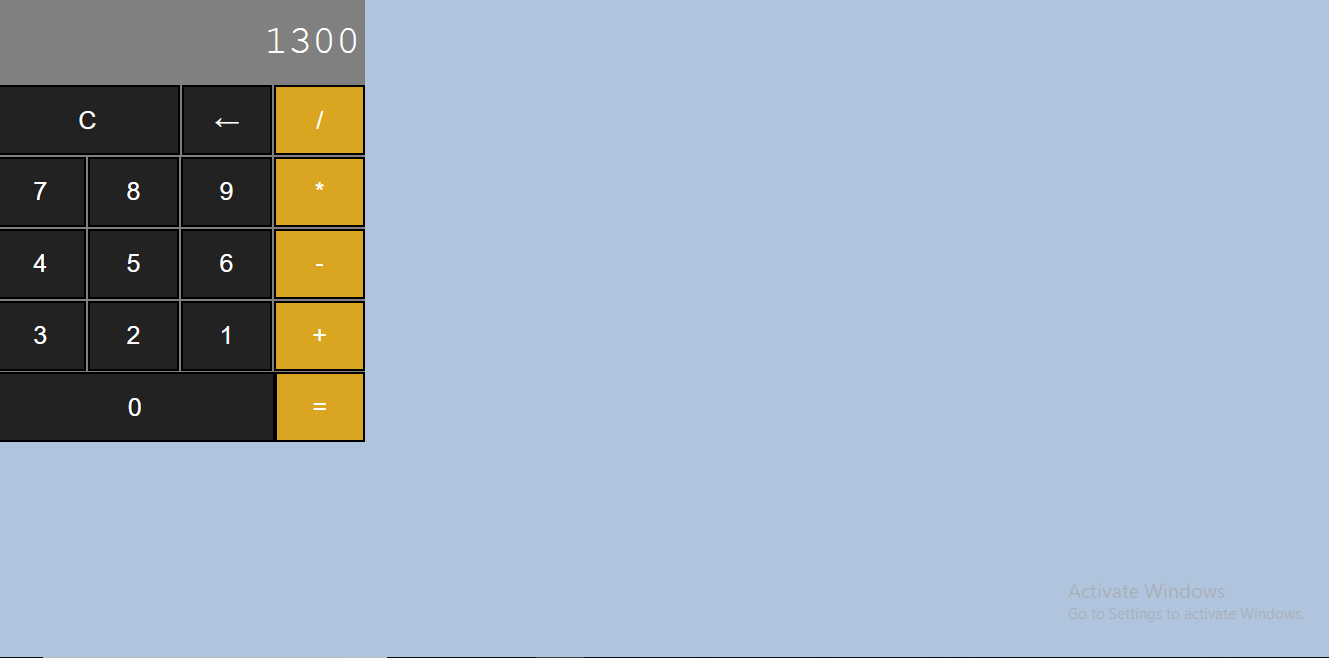 1300
C ← /
7 8 9 *
4 5 6 -
3 2 1 +
0 =
Activate Windows
Go to Settings to activate Windows.